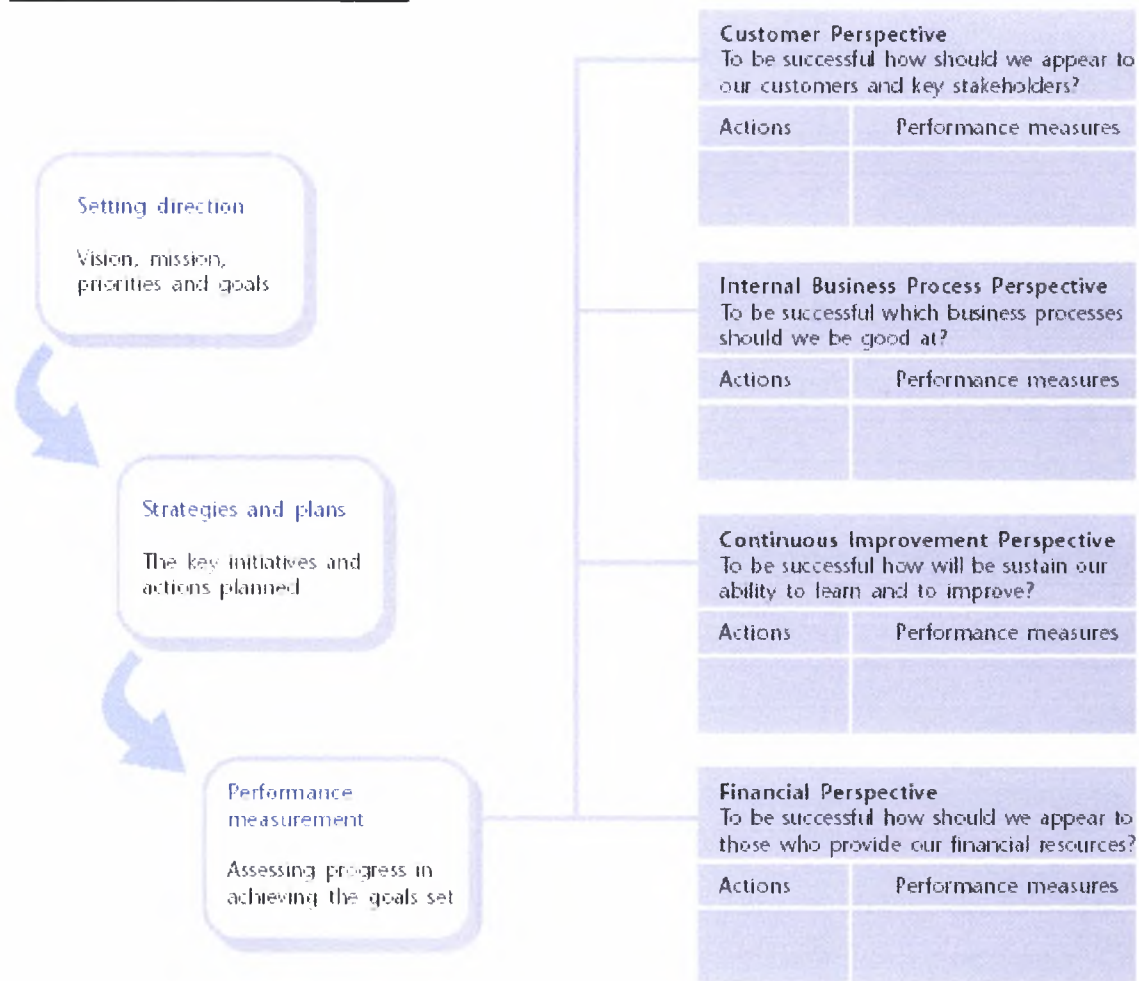 Setting direction
Vision, mission,
priorities and goals
Strategies and plans
The key initiatives and
actions planned
Performance
measurement
Assessing progress in
achieving the goals set
Customer Perspective
To be successful how should we appear to
our customers and key stakeholders?
Actions Performance measures
Internal Business Process Perspective
To be successful which business processes
should we be good at?
Actions Performance measures
Continuous Improvement Perspective
To be successful how will be sustain our
ability to learn and to improve?
Actions Performance measures
Financial Perspective
To be successful how should we appear to
those who provide our financial resources?
Actions Performance measures